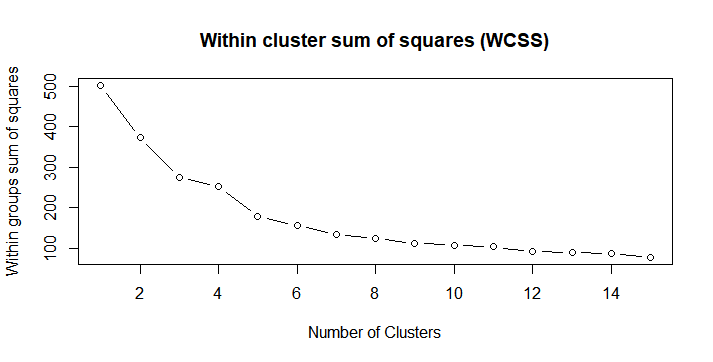 Within cluster sum of squares (WCSS)
Within groups sum of squares
500
400
300
200
100
2 4 6 8 10 12 14
Number of Clusters